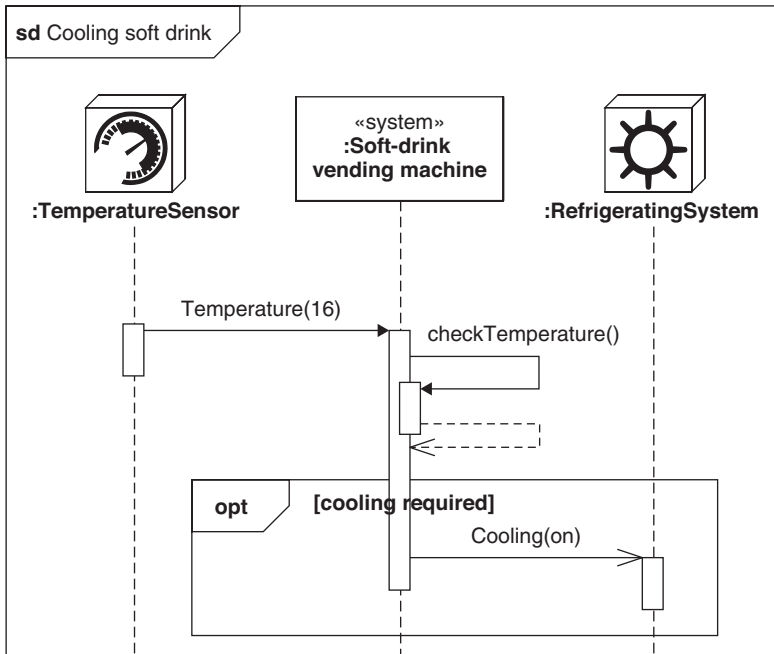 sd Cooling soft drink
«system»
:Soft-drink
vending machine
:TemperatureSensor
:RefrigeratingSystem
Temperature(16)
checkTemperature()
opt
[cooling required]
Cooling(on)